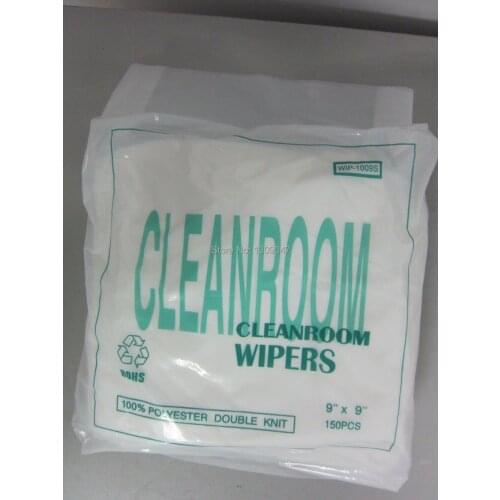 WIP-1009S
CLEANROOM
CLEANROOM
WIPERS
ROHS
100% POLYESTER DOUBLE KNIT
9" x 9"
150PCS